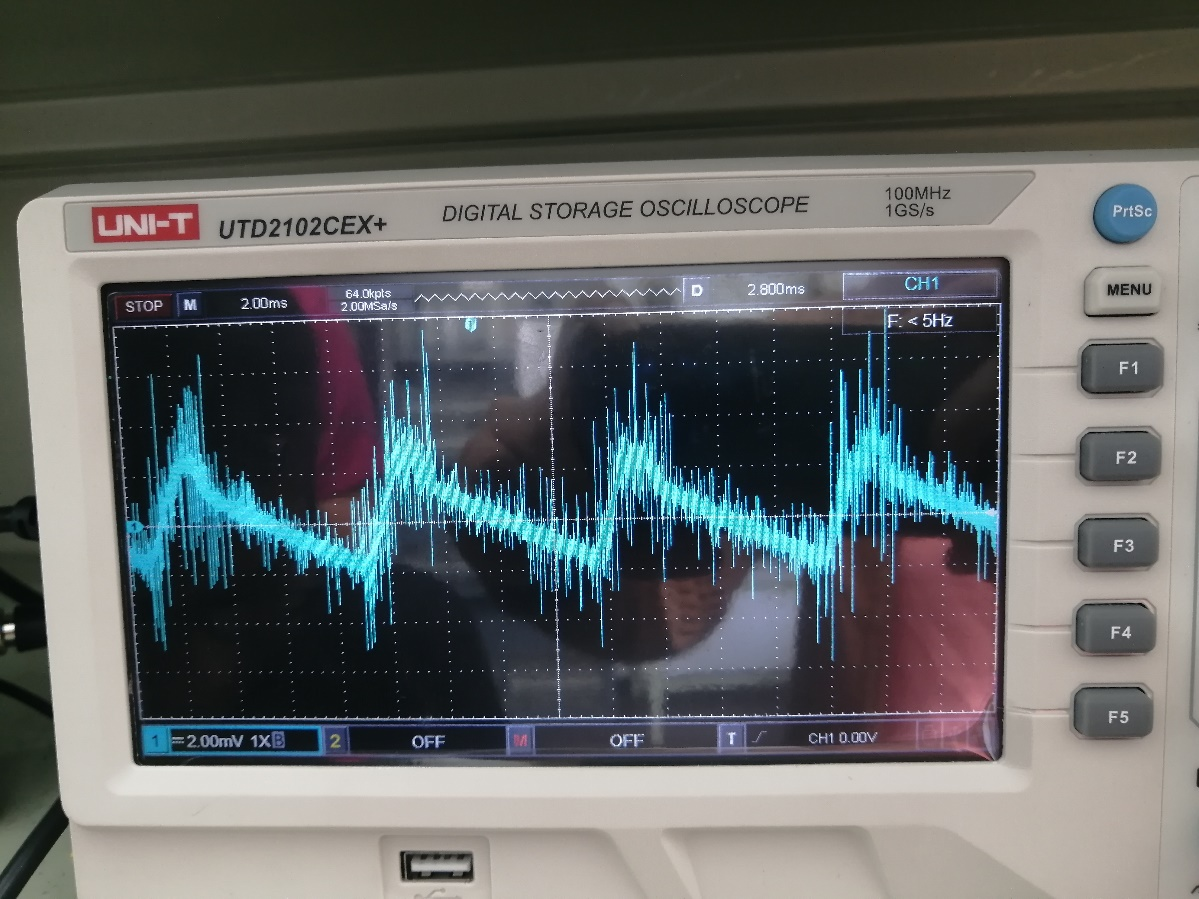 UNI-T UTD2102CEX+ DIGITAL STORAGE OSCILLOSCOPE 100MHz
1GS/s
PrtSc
STOP M 2.00ms 64.0kpts D 2.800ms CH1
2.00MSa/s
MENU
T
F: < 5Hz
F1
F2
1
F3
F4
F5
1 2.00mV 1X B 2 OFF M OFF T CH1 0.00V